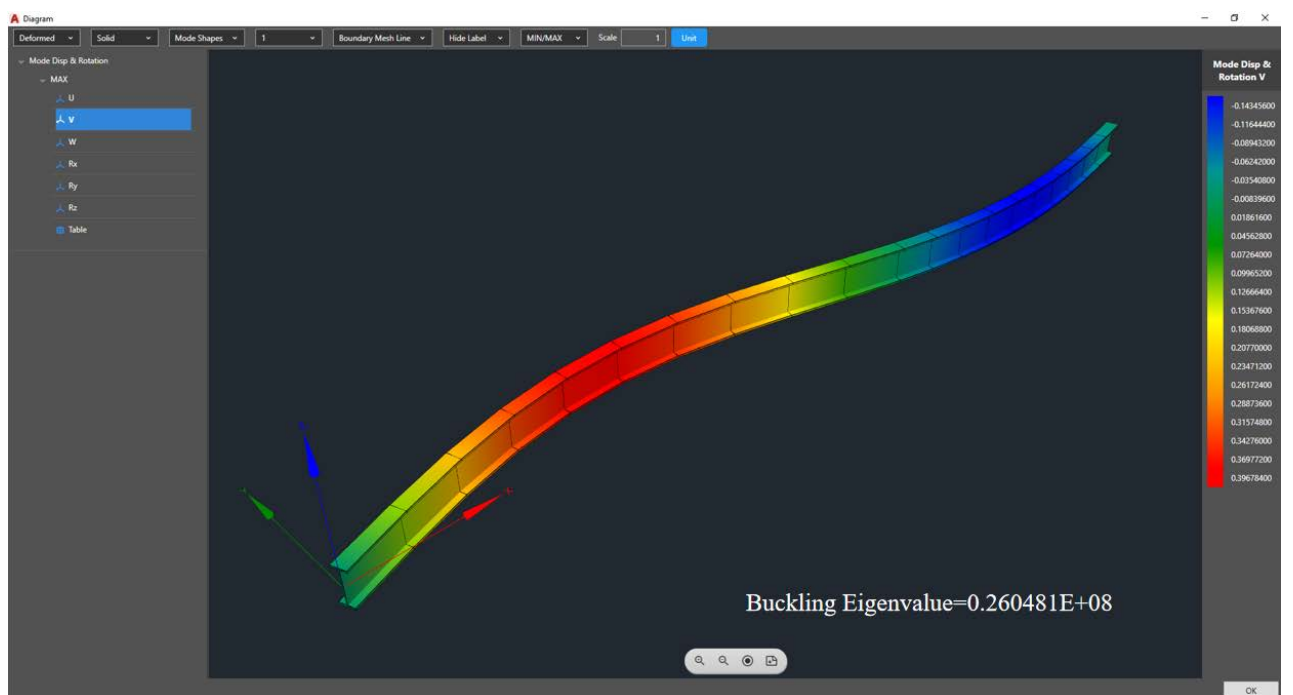 Diagram
Deformed Solid Mode Shapes 1 Boundary Mesh Line Hide Label MIN/MAX Scale 1 Unit
Mode Disp & Rotation
MAX
U
V
W
Rx
Ry
Rz
Table
Mode Disp &
Rotation V
-0.14345600
-0.11644400
-0.08943200
-0.06242000
-0.03540800
-0.00839600
0.01861600
0.04562800
0.07264000
0.09965200
0.12666400
0.15367600
0.18068800
0.20770000
0.23471200
0.26172400
0.28873600
0.31574800
0.34276000
0.36977200
0.39678400
Buckling Eigenvalue=0.260481E+08
OK